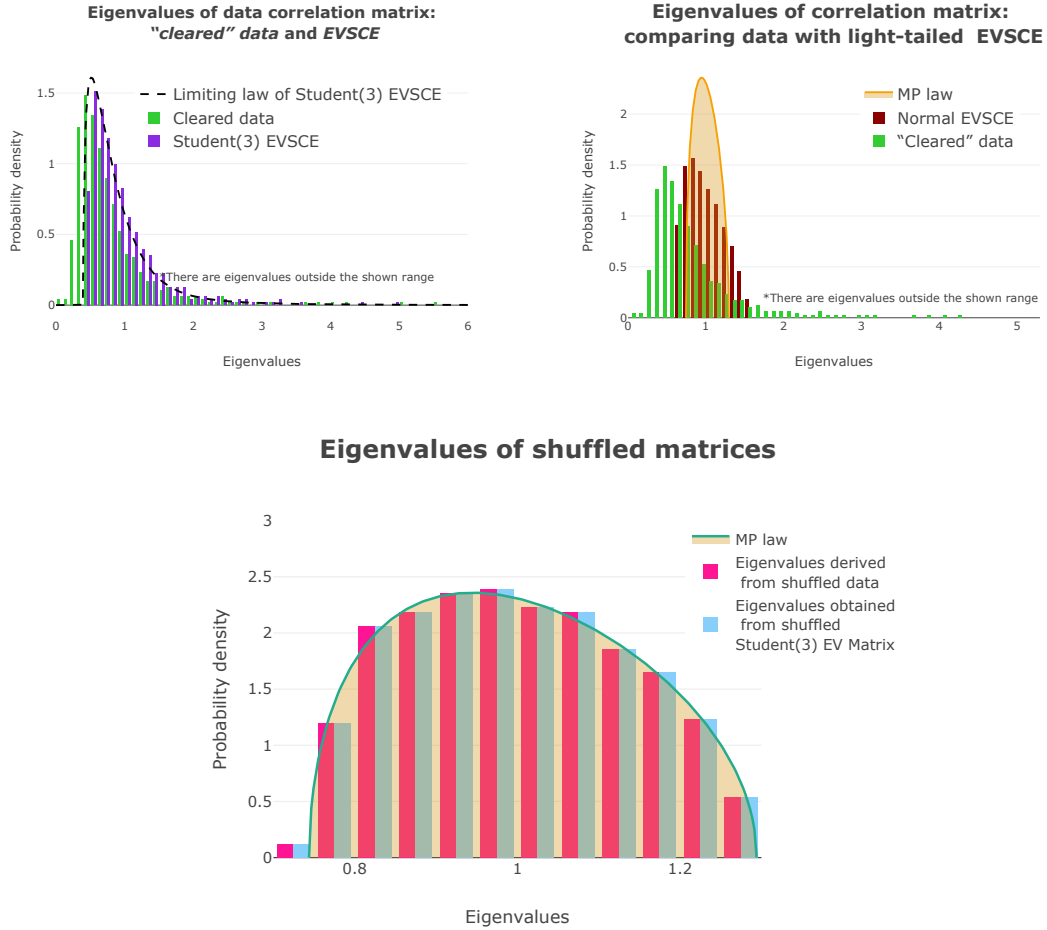 Eigenvalues of data correlation matrix:
“cleared” data and EVSCE
Limiting law of Student(3) EVSCE
Cleared data
Student(3) EVSCE
Probability density
1.5
1
0.5
0
*There are eigenvalues outside the shown range
0 1 2 3 4 5 6
Eigenvalues
Eigenvalues of correlation matrix:
comparing data with light-tailed EVSCE
MP law
Normal EVSCE
“Cleared” data
Probability density
2
1.5
1
0.5
0
*There are eigenvalues outside the shown range
0 1 2 3 4 5
Eigenvalues
Eigenvalues of shuffled matrices
MP law
Eigenvalues derived
from shuffled data
Eigenvalues obtained
from shuffled
Student(3) EV Matrix
Probability density
3
2.5
2
1.5
1
0.5
0
0.8 1 1.2
Eigenvalues